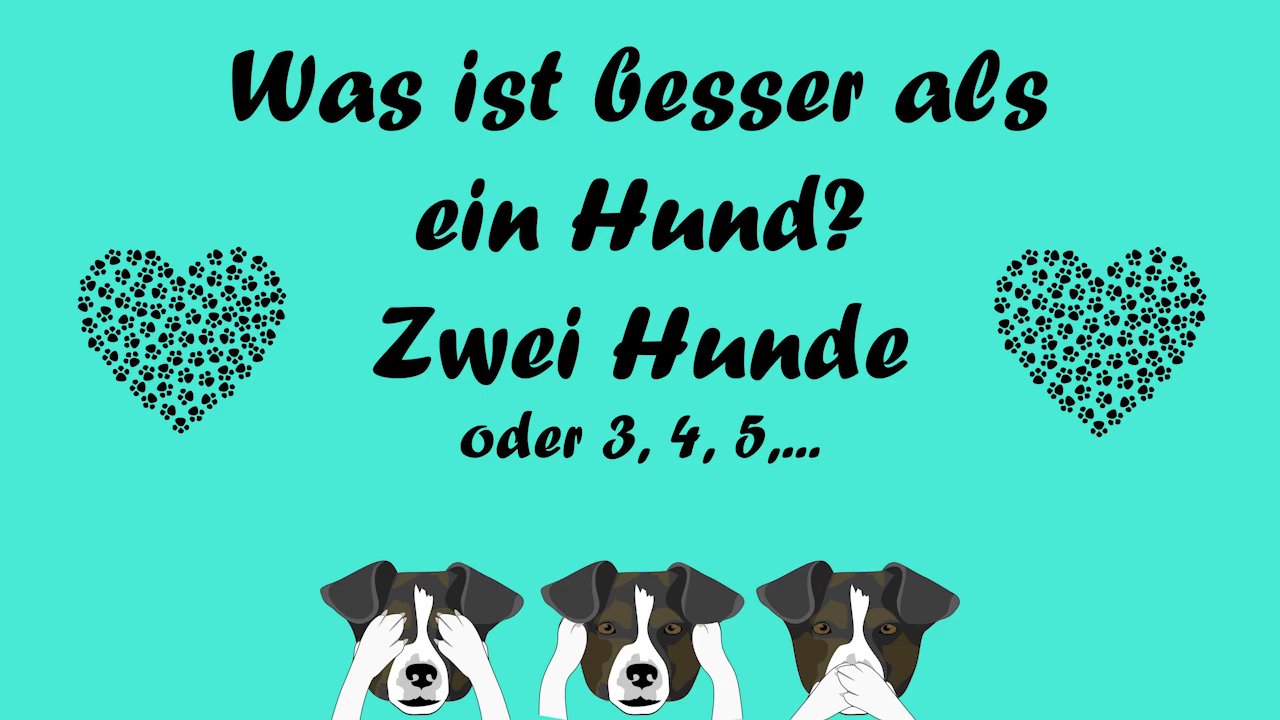 Was ist besser als
ein Hund?
Zwei Hunde
oder 3, 4, 5,...